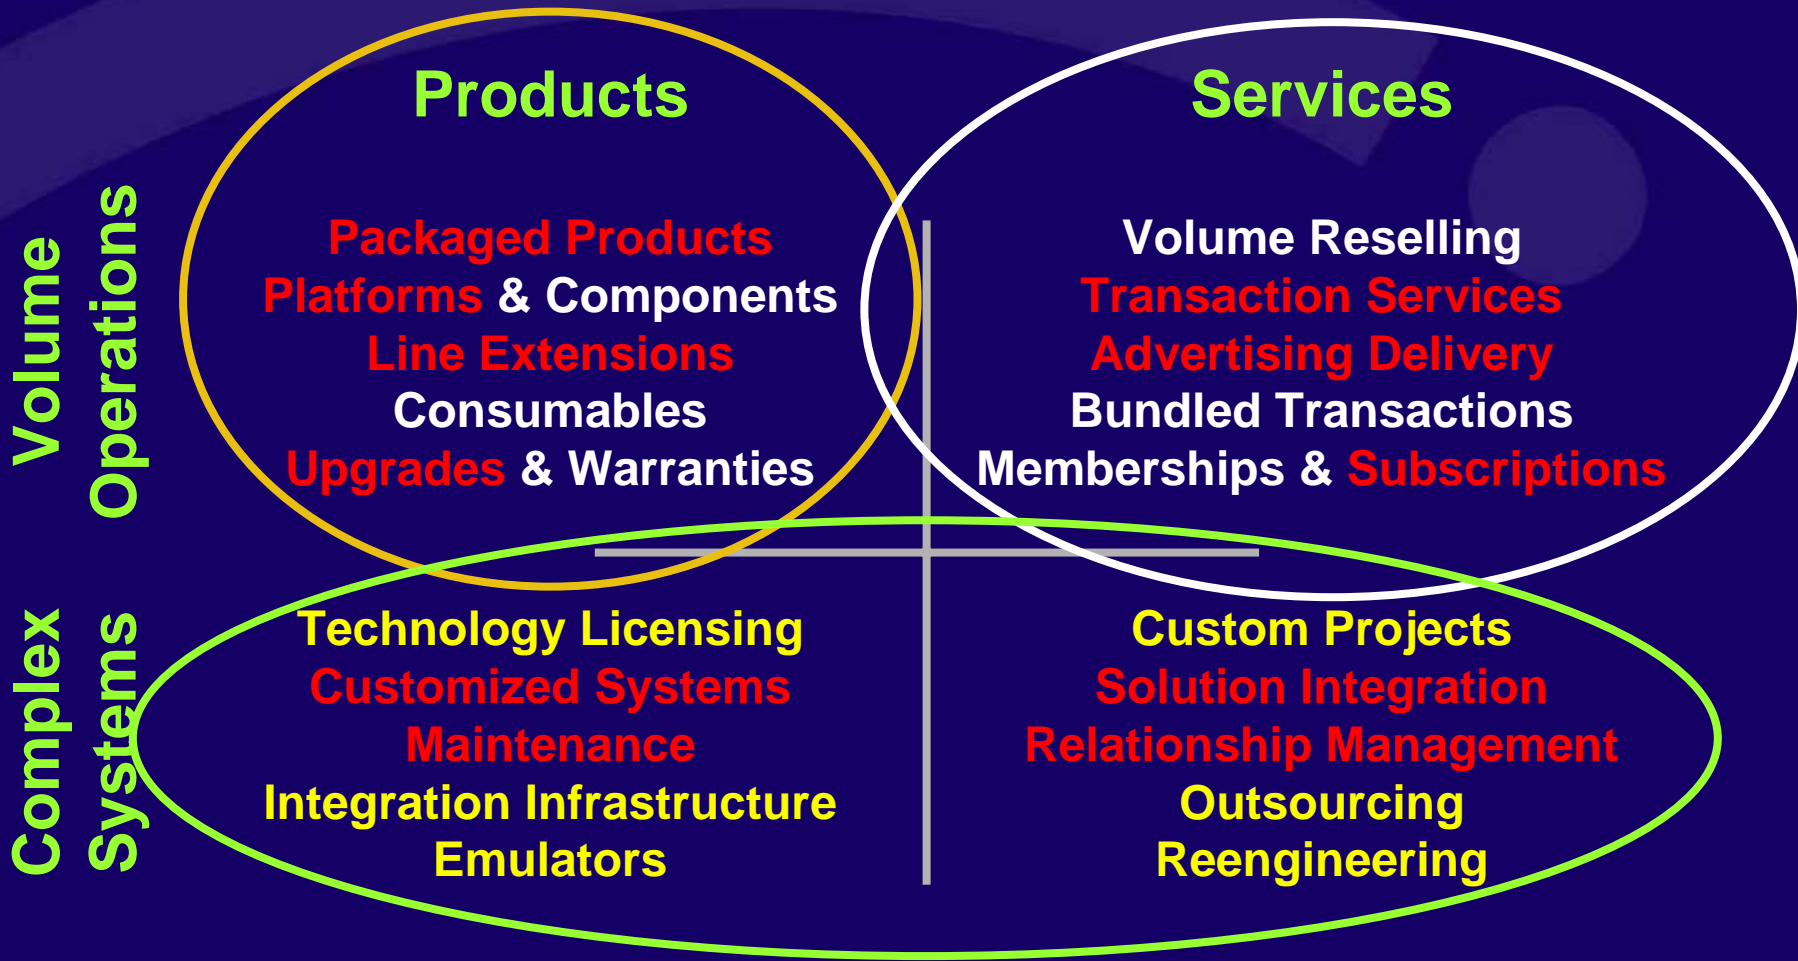 Products
Services
Volume
Operations
Packaged Products
Platforms & Components
Line Extensions
Consumables
Upgrades & Warranties
Volume Reselling
Transaction Services
Advertising Delivery
Bundled Transactions
Memberships & Subscriptions
Complex
Systems
Technology Licensing
Customized Systems
Maintenance
Integration Infrastructure
Emulators
Custom Projects
Solution Integration
Relationship Management
Outsourcing
Reengineering